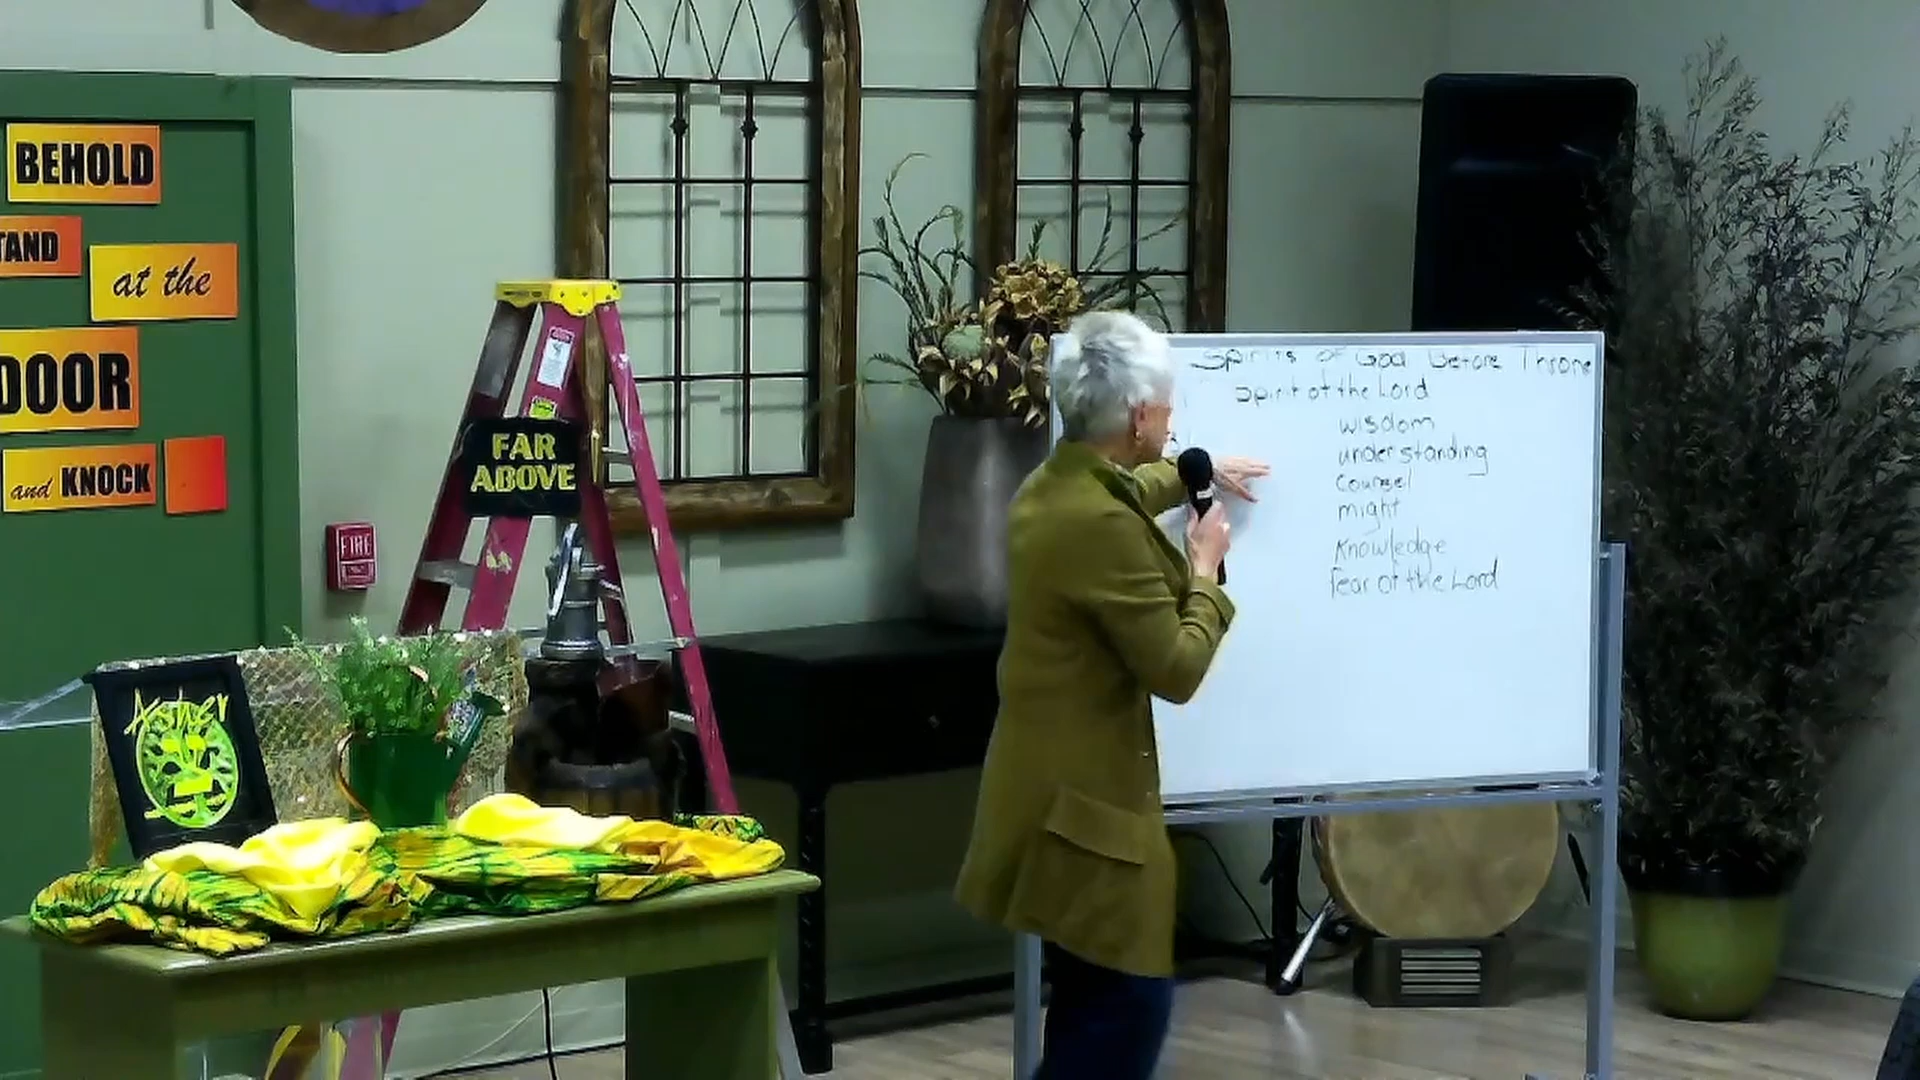 BEHOLD
TAND
at the
DOOR
and KNOCK
FAR
ABOVE
FIRE
Asher
Spirits of God before Throne
Spirit of the Lord
wisdom
understanding
Counsel
might
Knowledge
fear of the Lord